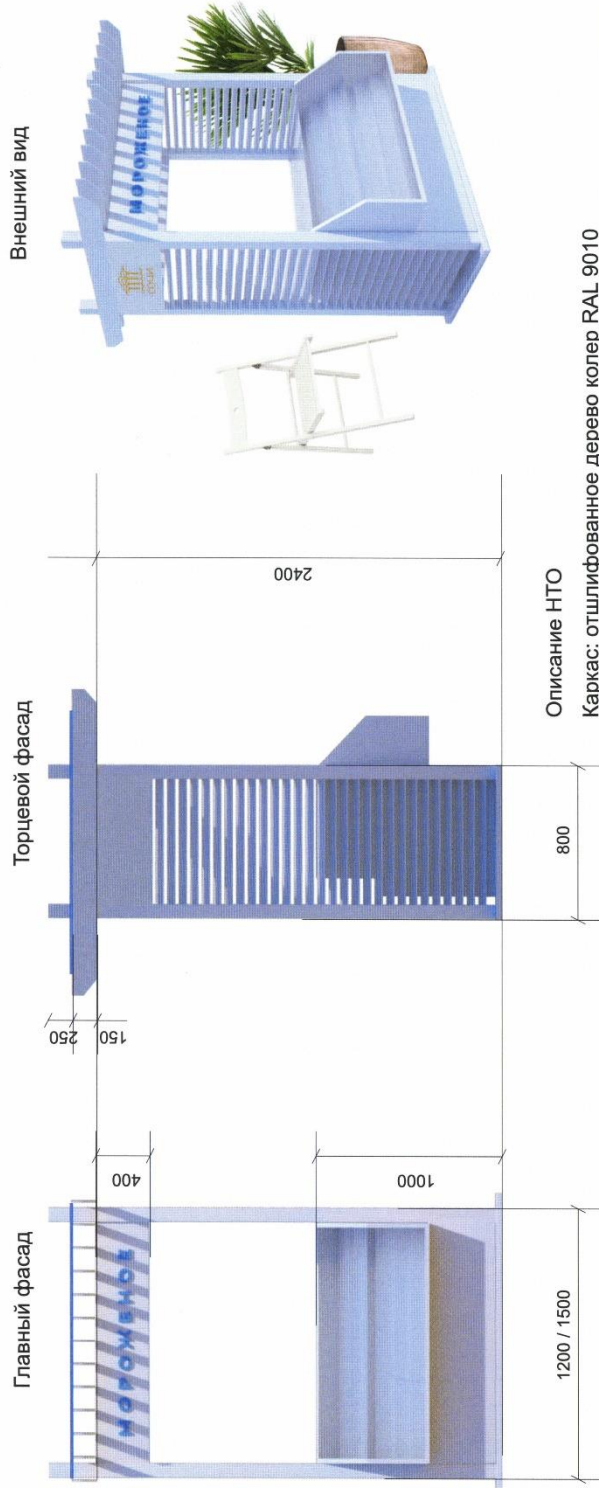 Главный фасад
Торцевой фасад
Внешний вид
МОРОЖЕНОЕ
МОРОЖЕНОЕ
СОЧИ
400
1000
1200 / 1500
250
150
2400
800
Описание НТО
Каркас: отшлифованное дерево колер RAL 9010